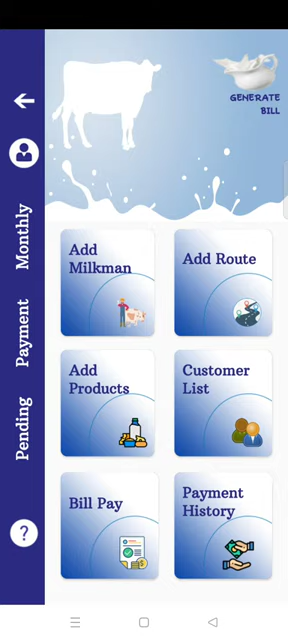 GENERATE
BILL
Monthly
Payment
Pending
?
Add
Milkman
Add Route
Add
Products
Customer
List
Bill Pay
Payment
History